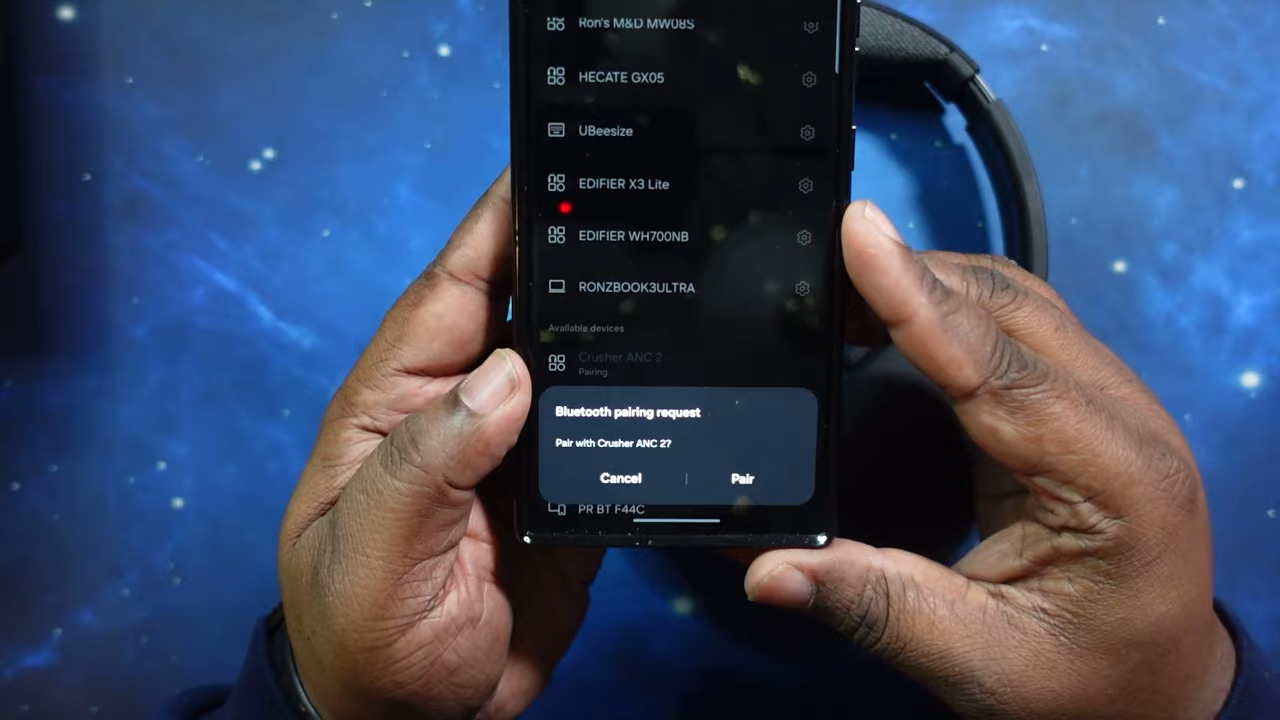 Ron's M&D MW08S
HECATE GX05
UBeesize
EDIFIER X3 Lite
EDIFIER WH700NB
RONZBOOK3ULTRA
Available devices
Crusher ANC 2
Pairing...
Bluetooth pairing request
Pair with Crusher ANC 2?
Cancel
Pair
PR BT F44C